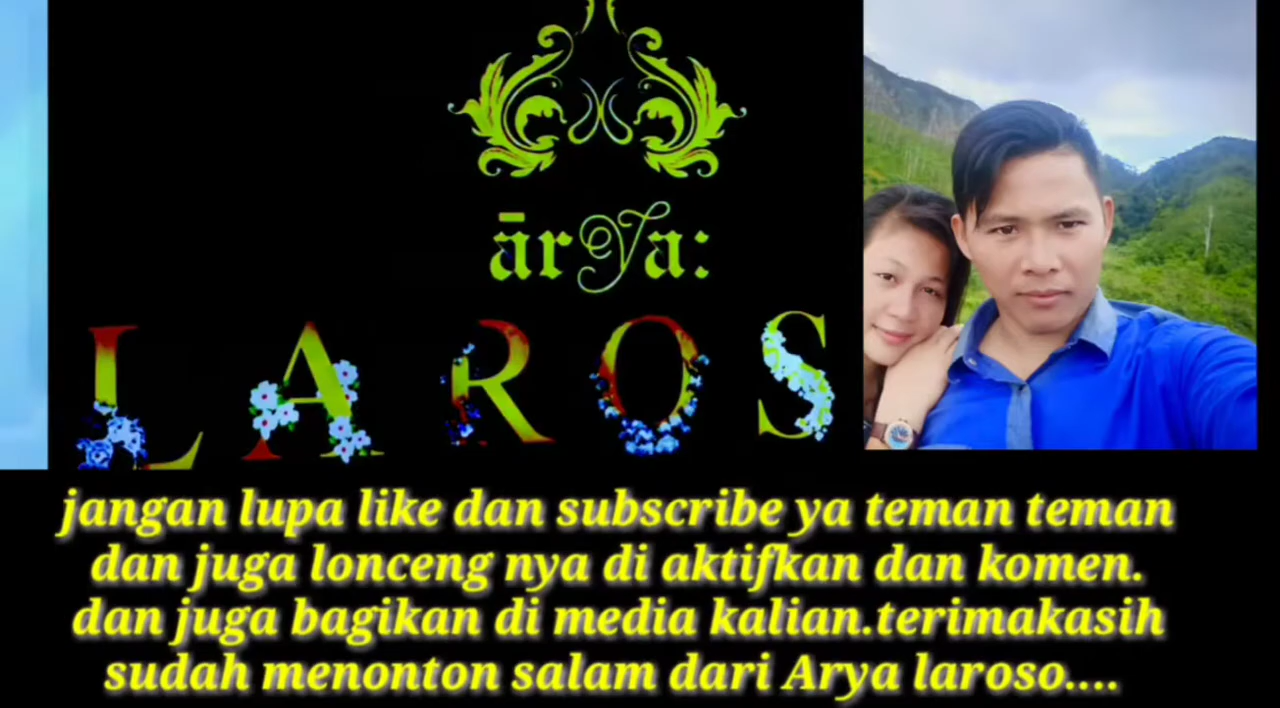 ārya:
LAROS
jangan lupa like dan subscribe ya teman teman
dan juga lonceng nya di aktifkan dan komen.
dan juga bagikan di media kalian.terimakasih
sudah menonton salam dari Arya laroso....